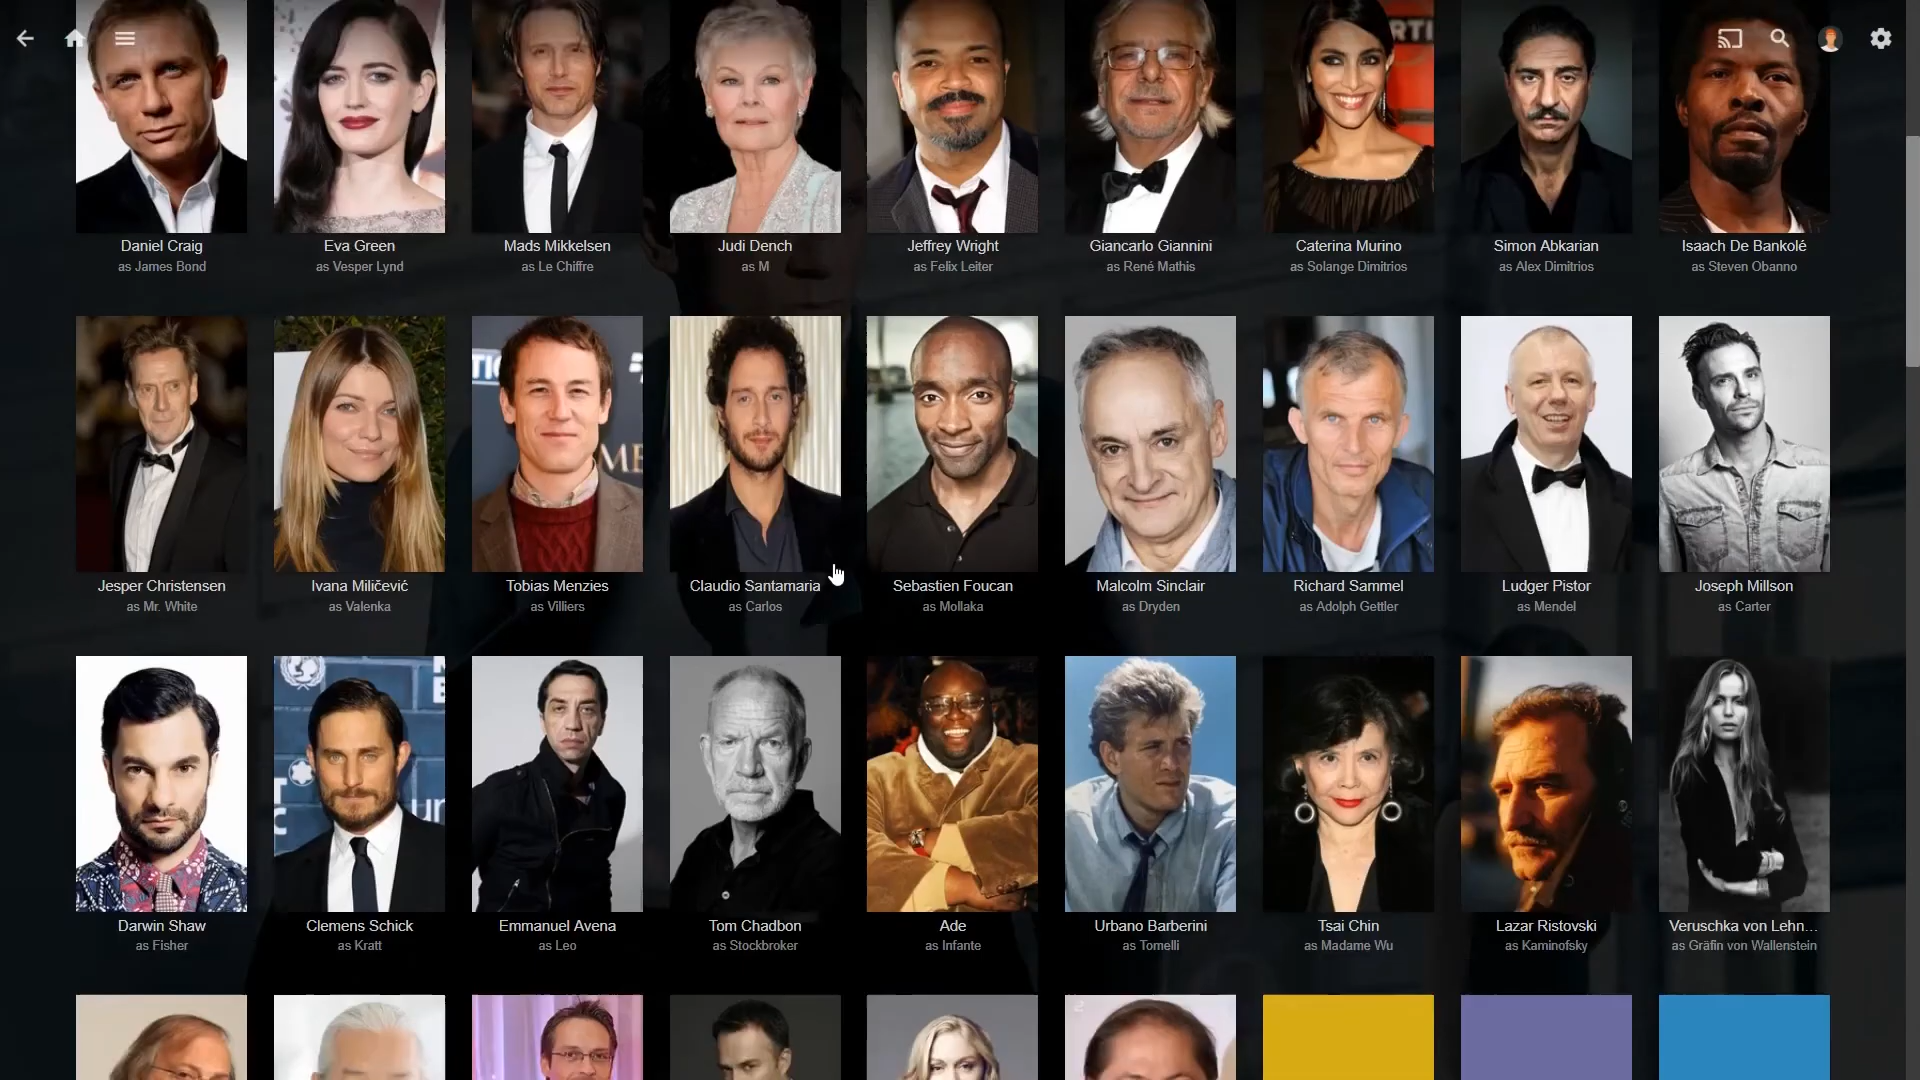 Daniel Craig
as James Bond
Eva Green
as Vesper Lynd
Mads Mikkelsen
as Le Chiffre
Judi Dench
as M
Jeffrey Wright
as Felix Leiter
Giancarlo Giannini
as René Mathis
Caterina Murino
as Solange Dimitrios
Simon Abkarian
as Alex Dimitrios
Isaach De Bankolé
as Steven Obanno
Jesper Christensen
as Mr. White
Ivana Miličević
as Valenka
Tobias Menzies
as Villiers
Claudio Santamaria
as Carlos
Sebastien Foucan
as Mollaka
Malcolm Sinclair
as Dryden
Richard Sammel
as Adolph Gettler
Ludger Pistor
as Mendel
Joseph Millson
as Carter
Darwin Shaw
as Fisher
Clemens Schick
as Kratt
Emmanuel Avena
as Leo
Tom Chadbon
as Stockbroker
Ade
as Infante
Urbano Barberini
as Tomelli
Tsai Chin
as Madame Wu
Lazar Ristovski
as Kaminofsky
Veruschka von Lehn...
as Gräfin von Wallenstein